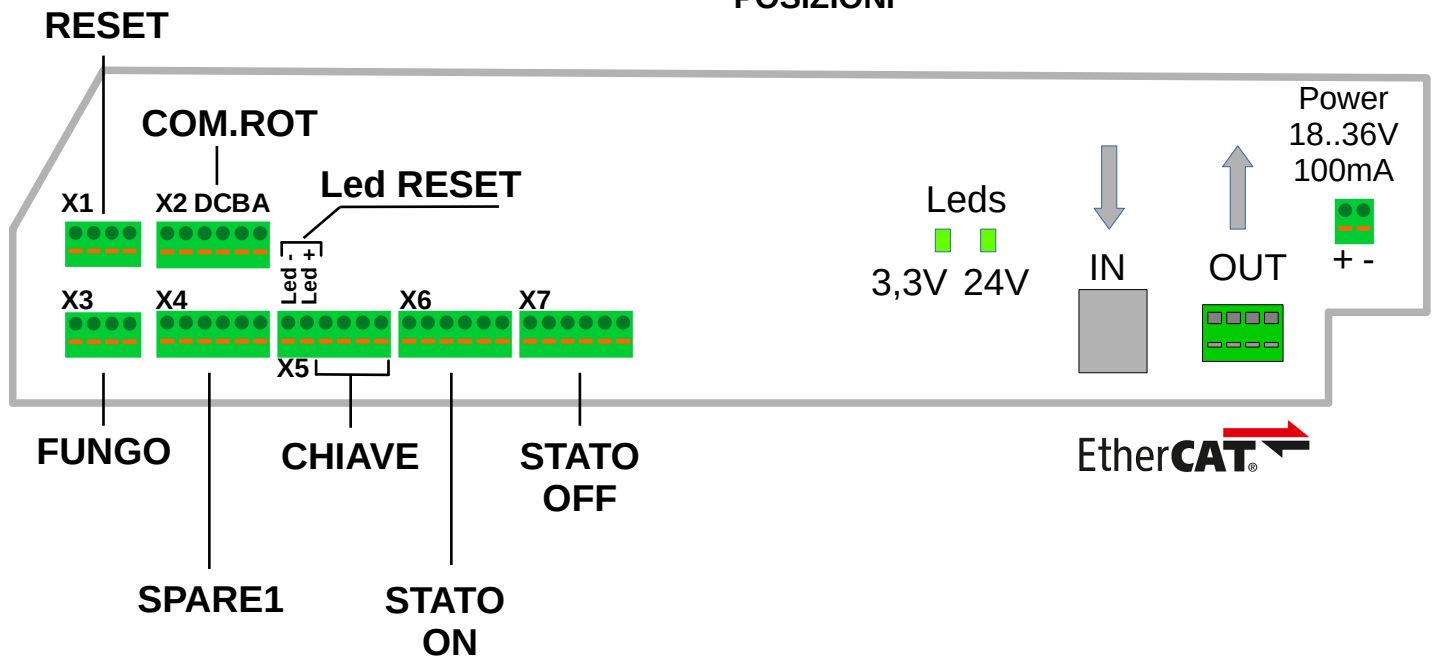 POSIZIONI
RESET
COM.ROT
Led RESET
X1
X2 DCBA
Led -
Led +
X3
X4
X5
X6
X7
Leds
3,3V 24V
IN
OUT
Power
18..36V
100mA
+ -
FUNGO
CHIAVE
STATO
OFF
EtherCAT®
SPARE1
STATO
ON